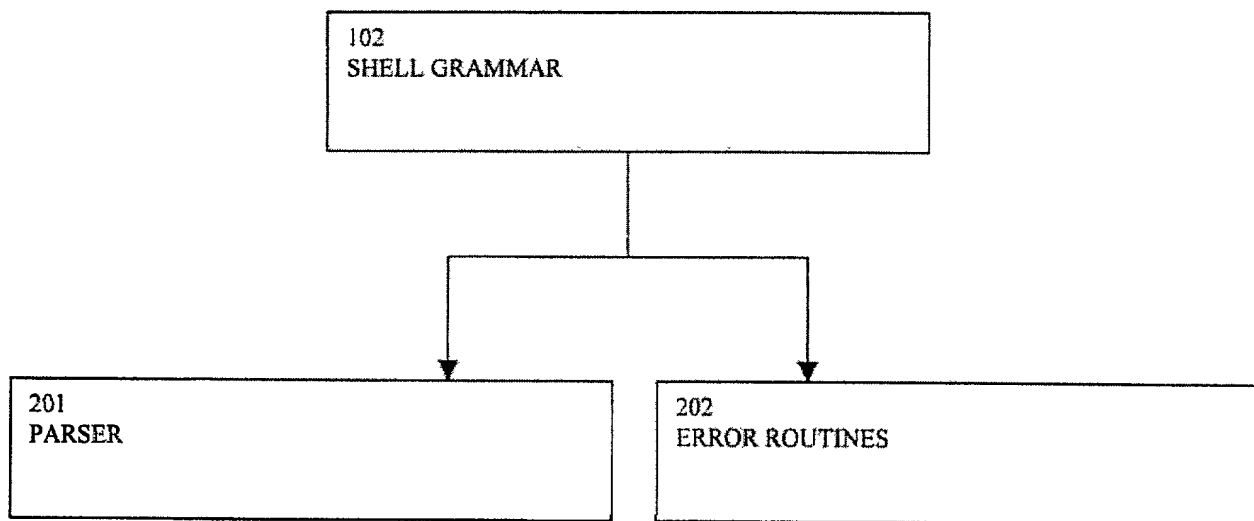 102
SHELL GRAMMAR
201
PARSER
202
ERROR ROUTINES